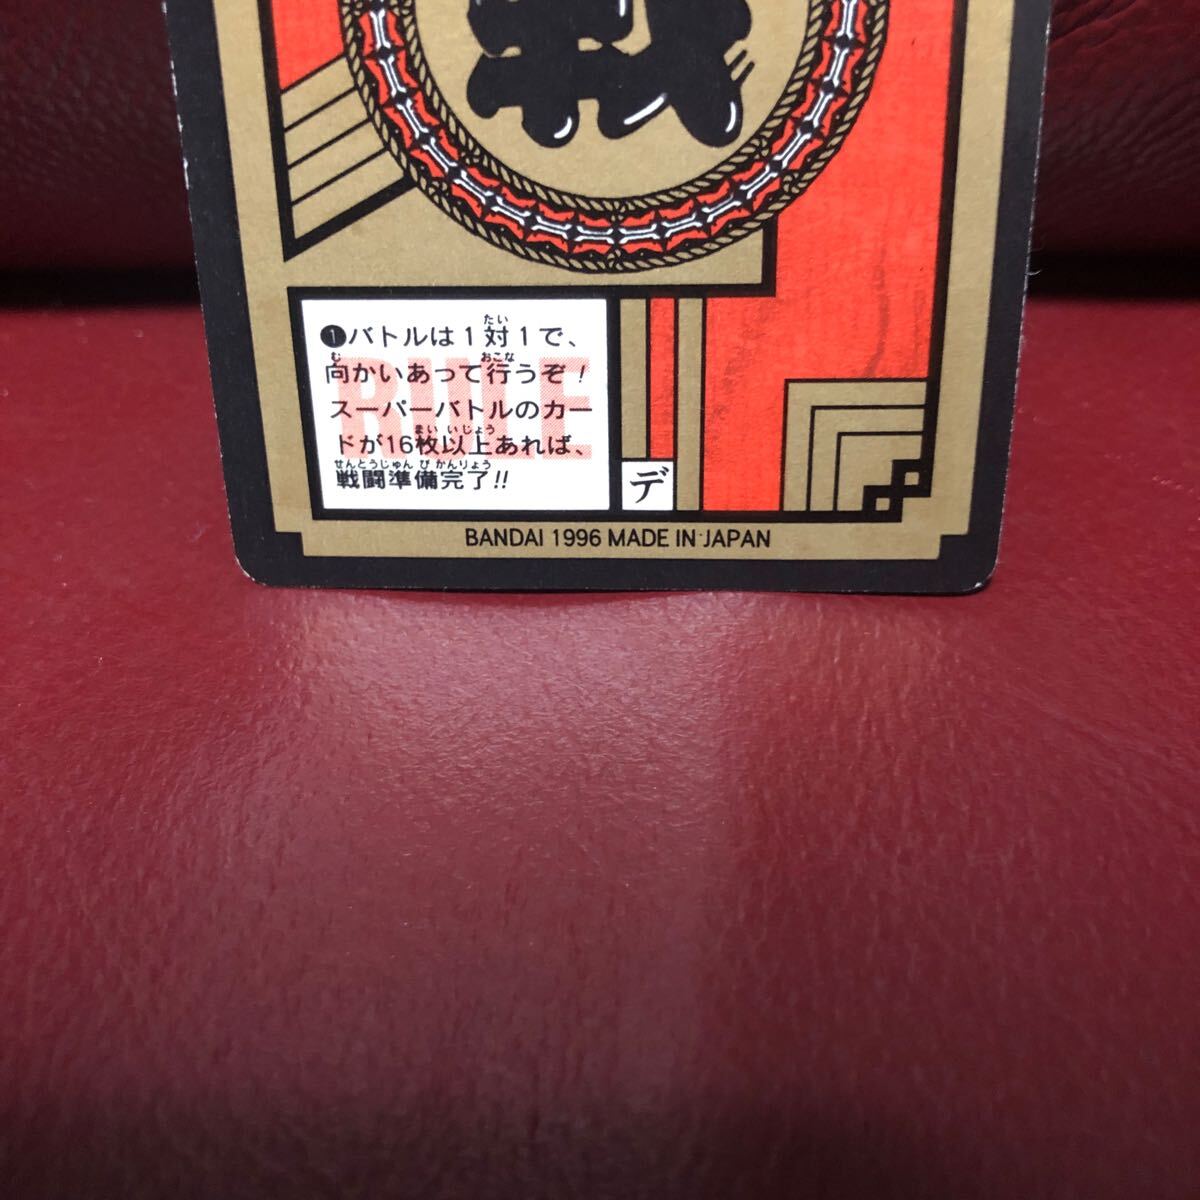 戦
❶バトルは1対1で、
向かいあって行うぞ!
スーパーバトルのカー
ドが16枚以上あれば、
戦闘準備完了!!
RULE
デ
BANDAI 1996 MADE IN JAPAN